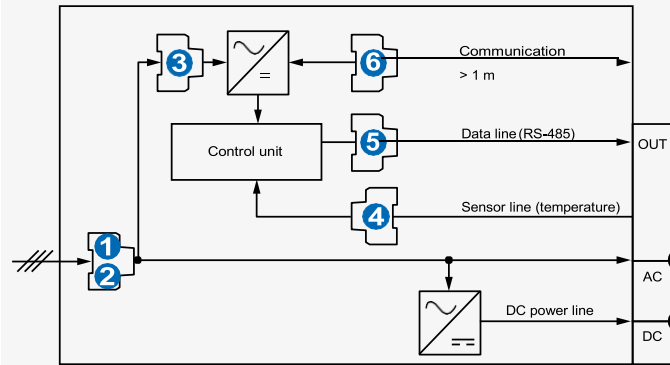 3
6
Communication
> 1 m
5
Data line (RS-485)
OUT
Control unit
4
Sensor line (temperature)
1
2
AC
DC power line
DC